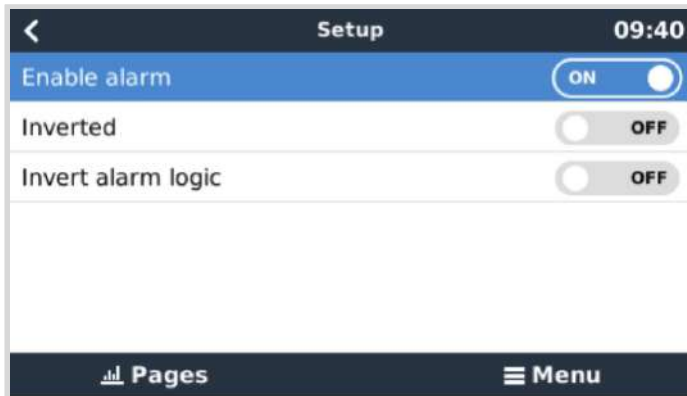 Setup 09:40
Enable alarm ON
Inverted OFF
Invert alarm logic OFF
Pages Menu